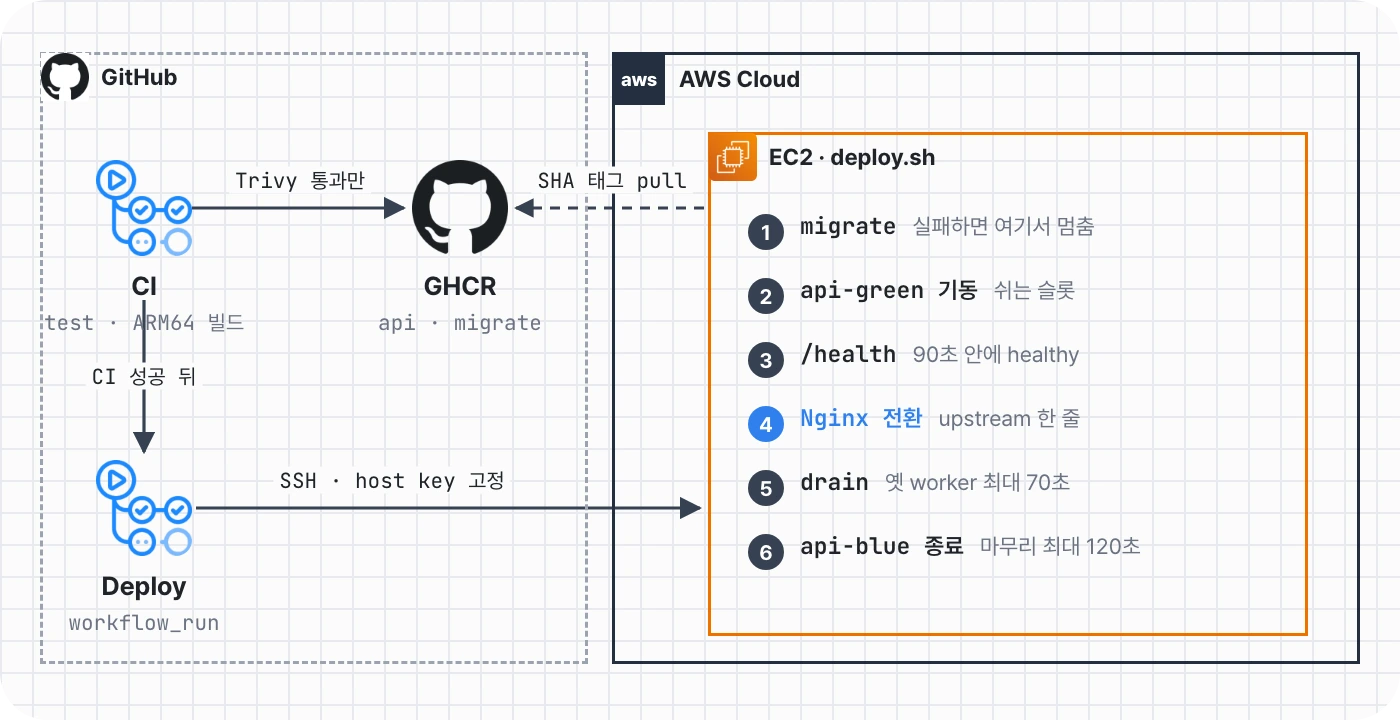 GitHub
aws
AWS Cloud
EC2 · deploy.sh
Trivy 통과만
SHA 태그 pull
CI
test · ARM64 빌드
GHCR
api · migrate
CI 성공 뒤
SSH · host key 고정
Deploy
workflow_run
1 migrate 실패하면 여기서 멈춤
2 api-green 기동 쉬는 슬롯
3 /health 90초 안에 healthy
4 Nginx 전환 upstream 한 줄
5 drain 옛 worker 최대 70초
6 api-blue 종료 마무리 최대 120초